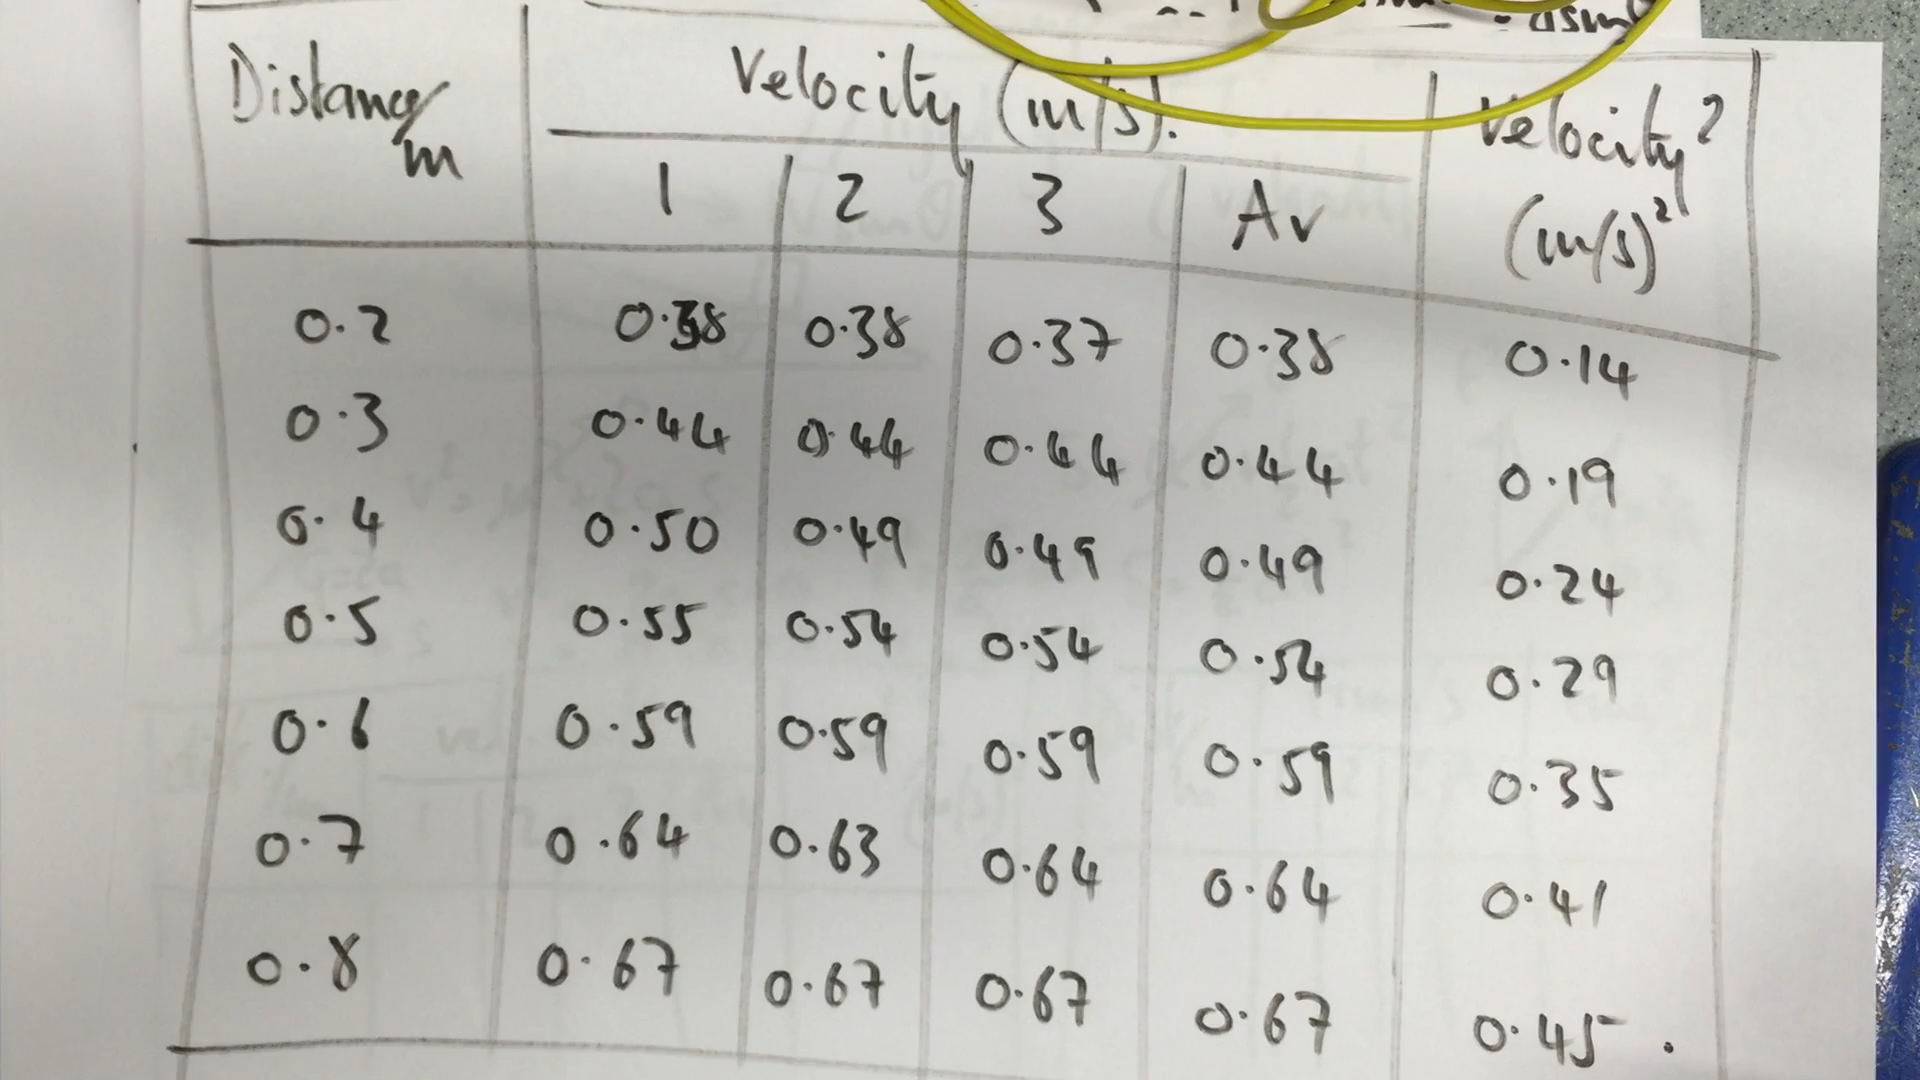 Distance/m Velocity (m/s). Velocity²
1 2 3 Av (m/s)²
0.2 0.38 0.38 0.37 0.38 0.14
0.3 0.44 0.44 0.44 0.44 0.19
0.4 0.50 0.49 0.49 0.49 0.24
0.5 0.55 0.54 0.54 0.54 0.29
0.6 0.59 0.59 0.59 0.59 0.35
0.7 0.64 0.63 0.64 0.64 0.41
0.8 0.67 0.67 0.67 0.67 0.45